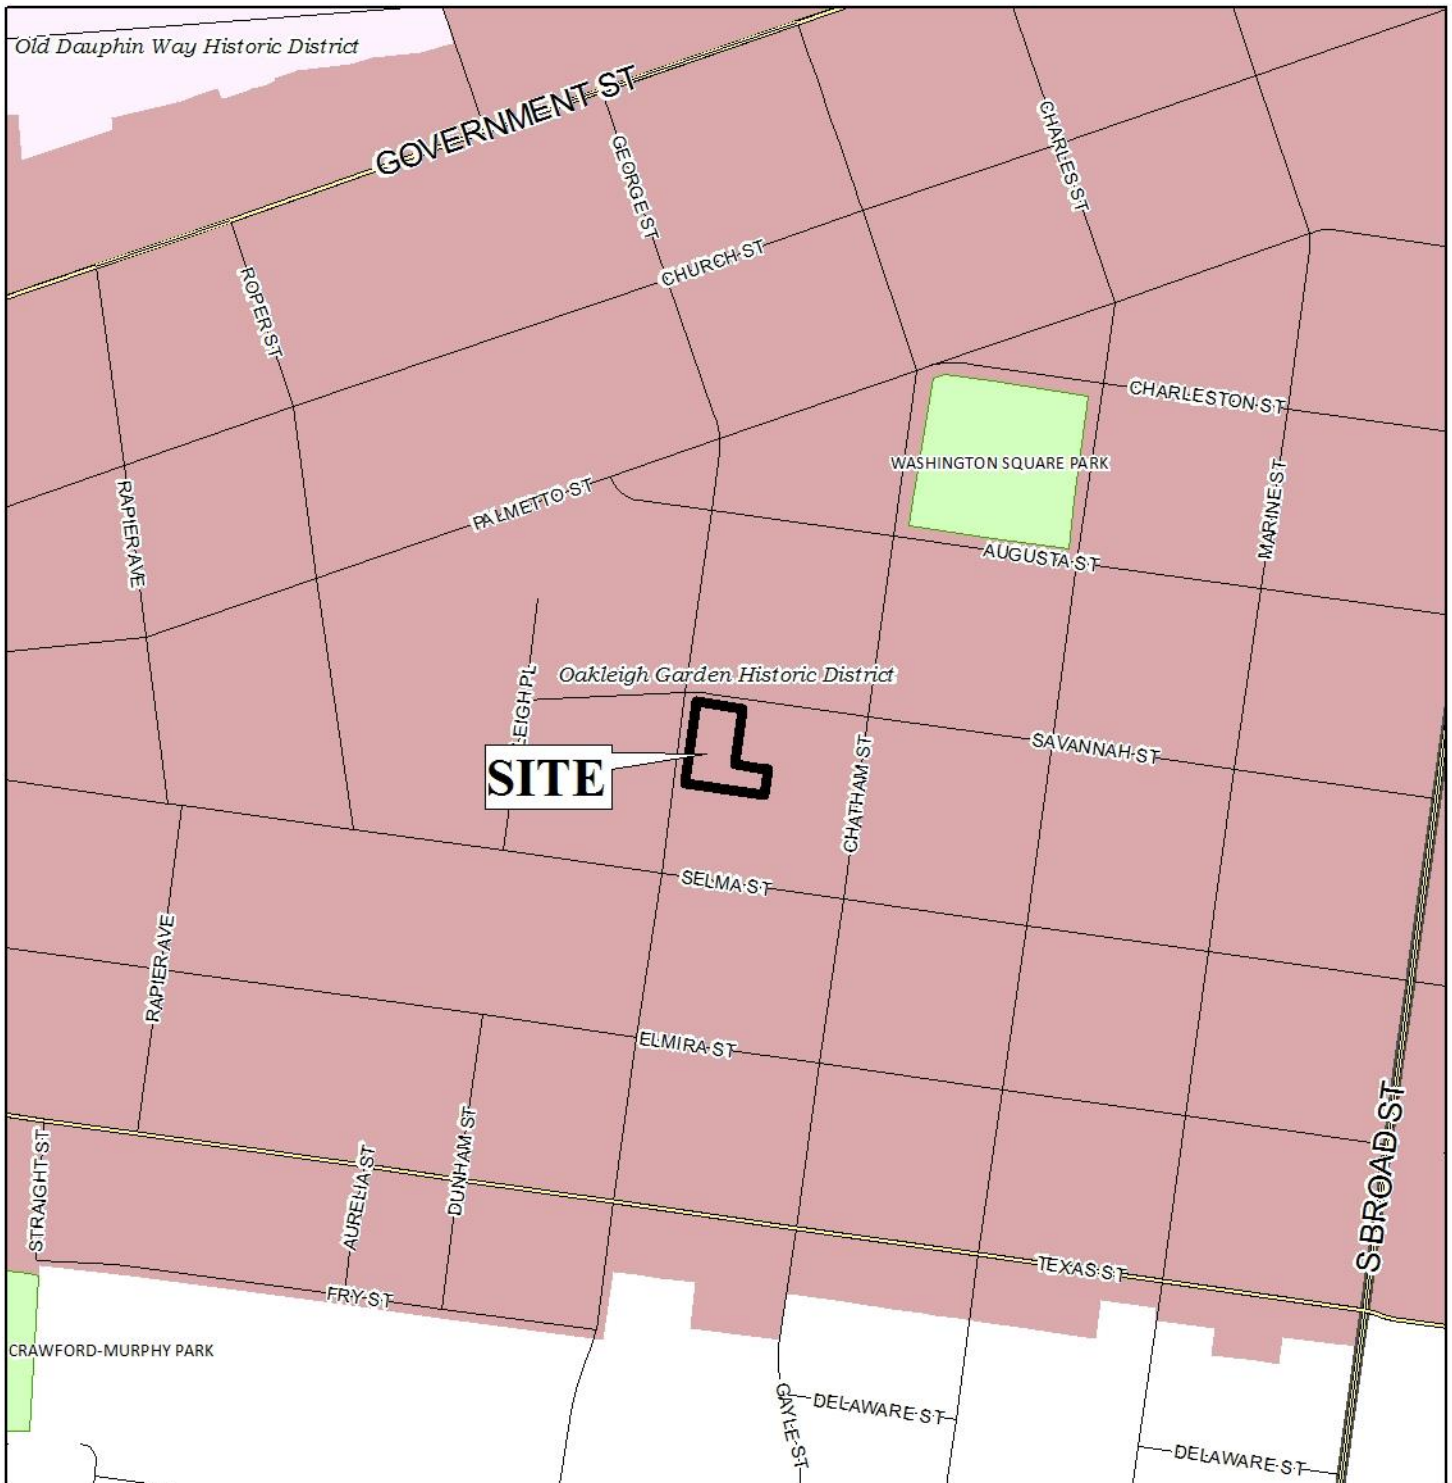 Old Dauphin Way Historic District
GOVERNMENT ST
GEORGE ST
CHARLES ST
CHURCH ST
ROPER ST
CHARLESTON ST
WASHINGTON SQUARE PARK
PALMETTO ST
RAPIER AVE
MARINE ST
AUGUSTA ST
Oakleigh Garden Historic District
LEIGH PL
SAVANNAH ST
SITE
CHATHAM ST
SELMA ST
RAPIER AVE
ELMIRA ST
DUNHAM ST
S BROAD ST
STRAIGHT ST
AURELIA ST
TEXAS ST
FRY ST
CRAWFORD-MURPHY PARK
GAYLE ST
DELAWARE ST
DELAWARE ST